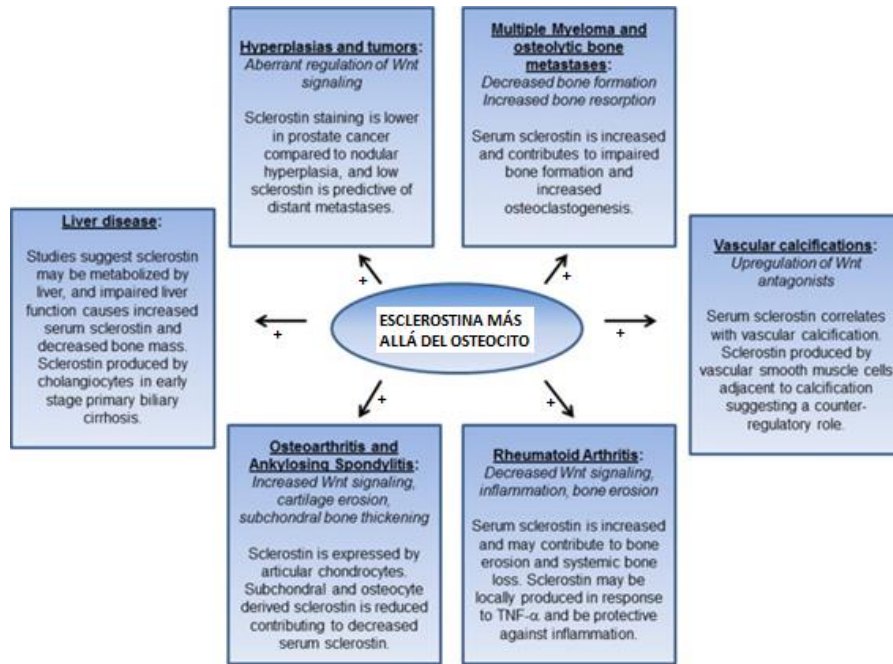 Hyperplasias and tumors:
Aberrant regulation of Wnt
signaling
Sclerostin staining is lower
in prostate cancer
compared to nodular
hyperplasia, and low
sclerostin is predictive of
distant metastases.
Multiple Myeloma and
osteolytic bone
metastases:
Decreased bone formation
Increased bone resorption
Serum sclerostin is increased
and contributes to impaired
bone formation and
increased
osteoclastogenesis.
Liver disease:
Studies suggest sclerostin
may be metabolized by
liver, and impaired liver
function causes increased
serum sclerostin and
decreased bone mass.
Sclerostin produced by
cholangiocytes in early
stage primary biliary
cirrhosis.
+
+
+
ESCLEROSTINA MÁS
ALLÁ DEL OSTEOCITO
+
+
+
Vascular calcifications:
Upregulation of Wnt
antagonists
Serum sclerostin correlates
with vascular calcification.
Sclerostin produced by
vascular smooth muscle cells
adjacent to calcification
suggesting a counter-
regulatory role.
Osteoarthritis and
Ankylosing Spondylitis:
Increased Wnt signaling,
cartilage erosion,
subchondral bone thickening
Sclerostin is expressed by
articular chondrocytes.
Subchondral and osteocyte
derived sclerostin is reduced
contributing to decreased
serum sclerostin.
Rheumatoid Arthritis:
Decreased Wnt signaling,
inflammation, bone erosion
Serum sclerostin is increased
and may contribute to bone
erosion and systemic bone
loss. Sclerostin may be
locally produced in response
to TNF-α and be protective
against inflammation.